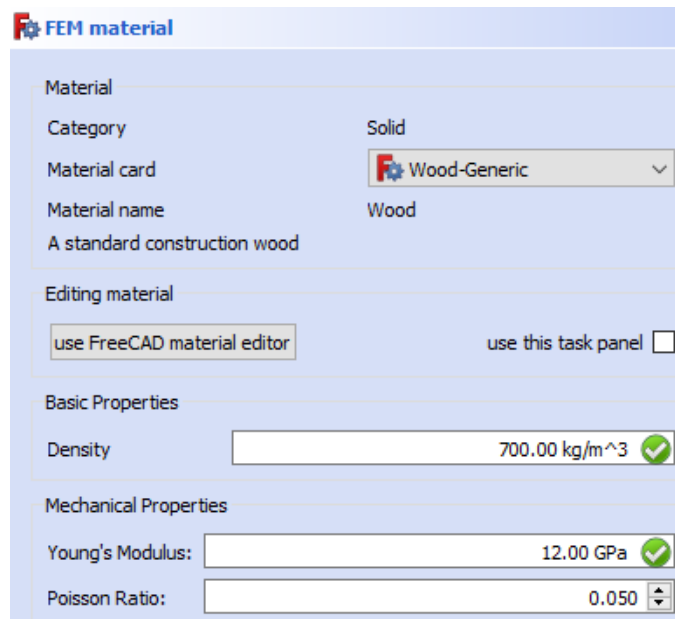 FEM material
Material
Category Solid
Material card Wood-Generic
Material name Wood
A standard construction wood
Editing material
use FreeCAD material editor use this task panel
Basic Properties
Density 700.00 kg/m^3
Mechanical Properties
Young's Modulus: 12.00 GPa
Poisson Ratio: 0.050